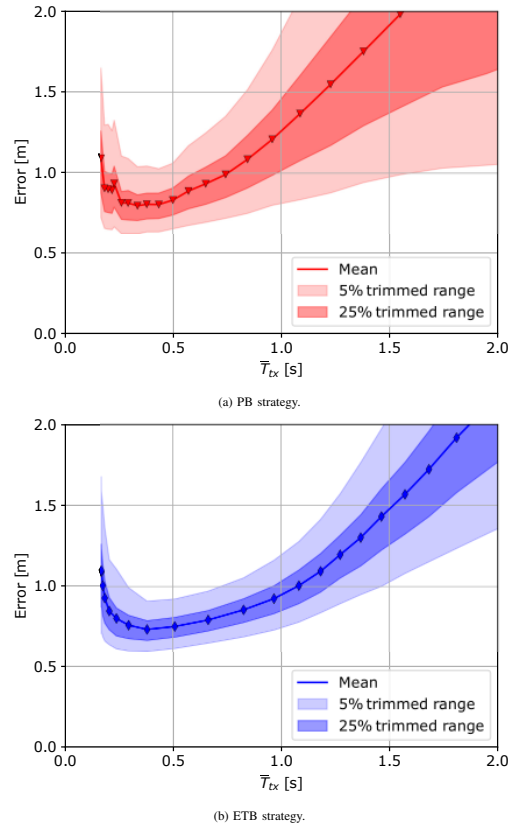 2.0
1.5
1.0
0.5
0.0
Error [m]
Mean
5% trimmed range
25% trimmed range
0.0 0.5 1.0 1.5 2.0
T̿tx [s]
(a) PB strategy.
2.0
1.5
1.0
0.5
0.0
Error [m]
Mean
5% trimmed range
25% trimmed range
0.0 0.5 1.0 1.5 2.0
T̿tx [s]
(b) ETB strategy.